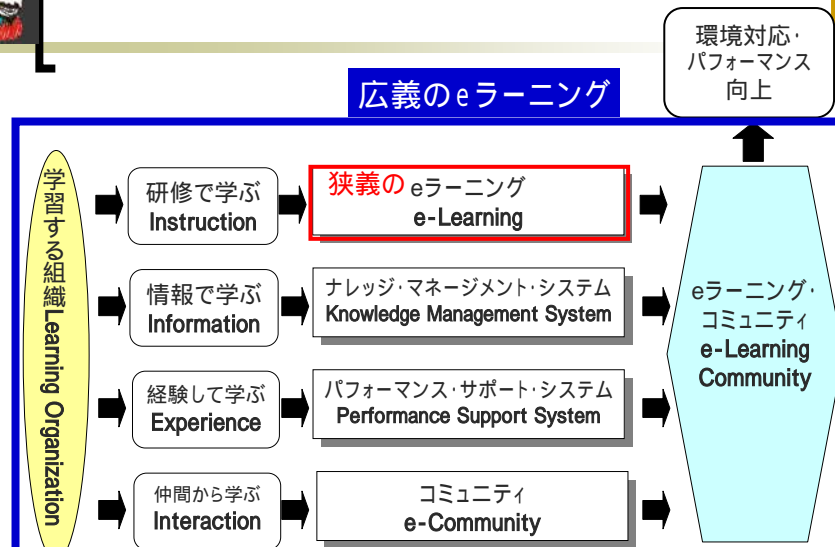 環境対応・
パフォーマンス
向上
広義のeラーニング
学習する組織Learning Organization
研修で学ぶ
Instruction
狭義のeラーニング
e-Learning
情報で学ぶ
Information
ナレッジ・マネージメント・システム
Knowledge Management System
経験して学ぶ
Experience
パフォーマンス・サポート・システム
Performance Support System
仲間から学ぶ
Interaction
コミュニティ
e-Community
eラーニング・
コミュニティ
e-Learning
Community